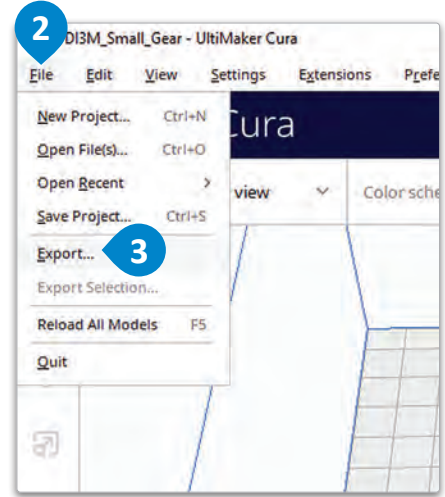 2
DI3M_Small_Gear - UltiMaker Cura
File Edit View Settings Extensions Prefe
New Project... Ctrl+N
Cura
Open File(s)... Ctrl+O
Open Recent >
view Color sche
Save Project... Ctrl+S
Export... 3
Export Selection...
Reload All Models F5
Quit